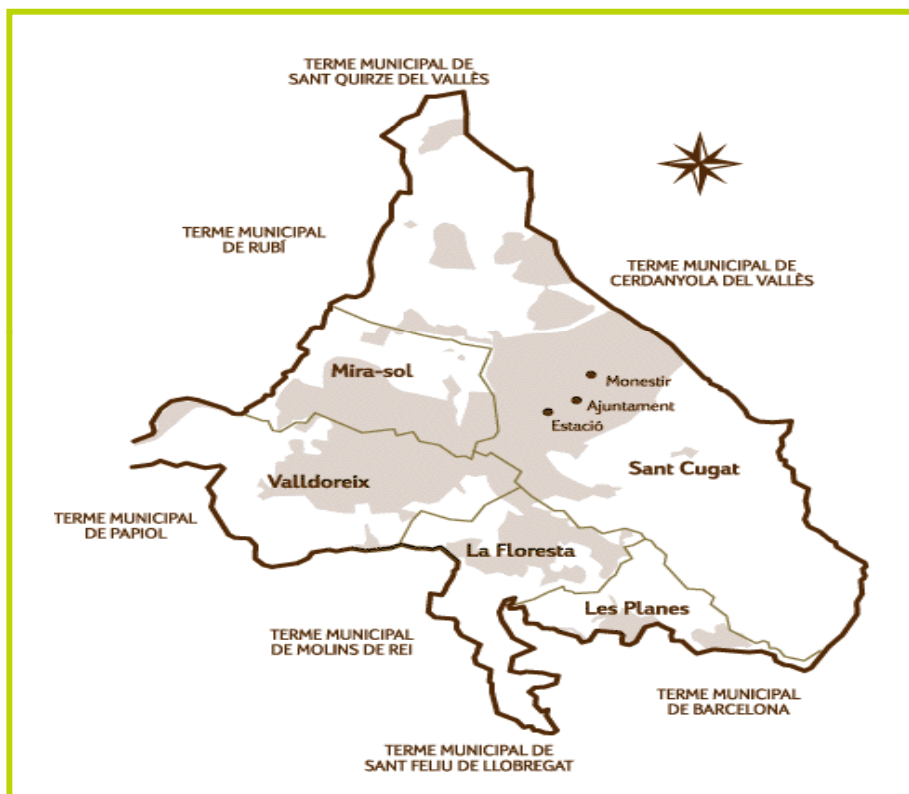 TERME MUNICIPAL DE
SANT QUIRZE DEL VALLÈS
TERME MUNICIPAL
DE RUBÍ
TERME MUNICIPAL DE
CERDANYOLA DEL VALLÈS
Mira-sol
Monestir
Ajuntament
Estació
Sant Cugat
Valldoreix
TERME MUNICIPAL
DE PAPIOL
La Floresta
Les Planes
TERME MUNICIPAL
DE MOLINS DE REI
TERME MUNICIPAL
DE BARCELONA
TERME MUNICIPAL DE
SANT FELIU DE LLOBREGAT